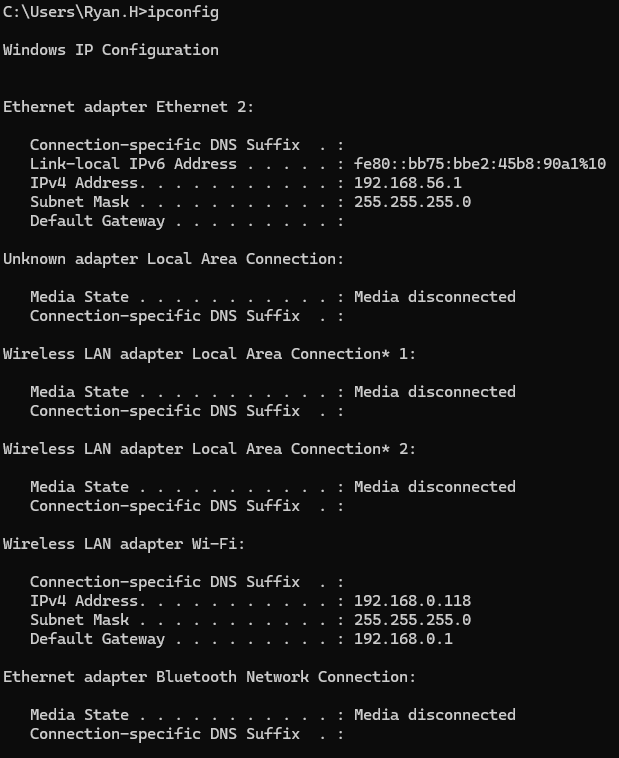 C:\Users\Ryan.H>ipconfig
Windows IP Configuration
Ethernet adapter Ethernet 2:
   Connection-specific DNS Suffix  . :
   Link-local IPv6 Address . . . . . : fe80::bb75:bbe2:45b8:90a1%10
   IPv4 Address. . . . . . . . . . . : 192.168.56.1
   Subnet Mask . . . . . . . . . . . : 255.255.255.0
   Default Gateway . . . . . . . . . :
Unknown adapter Local Area Connection:
   Media State . . . . . . . . . . . : Media disconnected
   Connection-specific DNS Suffix  . :
Wireless LAN adapter Local Area Connection* 1:
   Media State . . . . . . . . . . . : Media disconnected
   Connection-specific DNS Suffix  . :
Wireless LAN adapter Local Area Connection* 2:
   Media State . . . . . . . . . . . : Media disconnected
   Connection-specific DNS Suffix  . :
Wireless LAN adapter Wi-Fi:
   Connection-specific DNS Suffix  . :
   IPv4 Address. . . . . . . . . . . : 192.168.0.118
   Subnet Mask . . . . . . . . . . . : 255.255.255.0
   Default Gateway . . . . . . . . . : 192.168.0.1
Ethernet adapter Bluetooth Network Connection:
   Media State . . . . . . . . . . . : Media disconnected
   Connection-specific DNS Suffix  . :